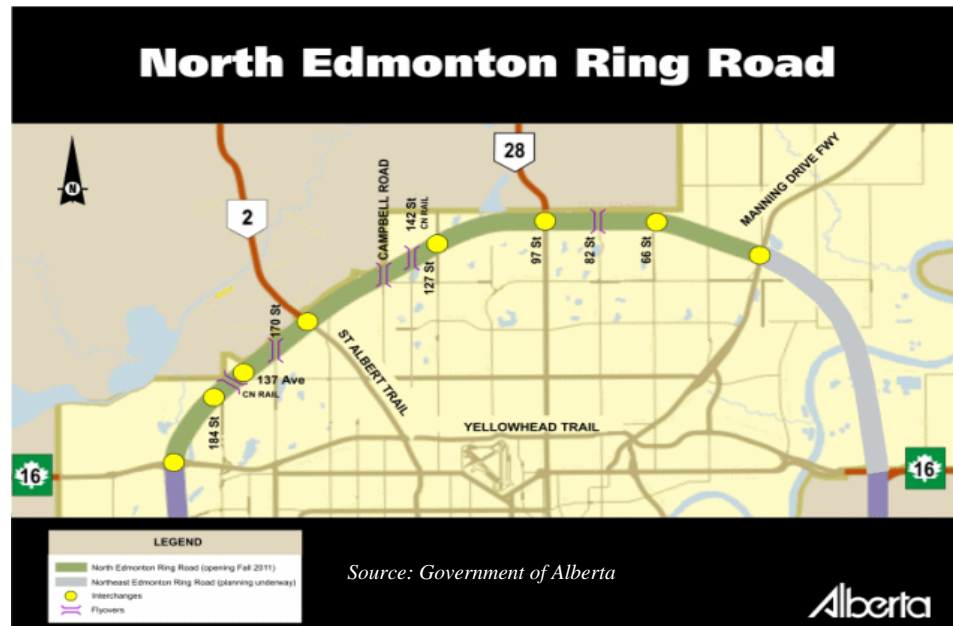 North Edmonton Ring Road
N
2
28
MANNING DRIVE FWY
CAMPBELL ROAD
142 St
CN RAIL
127 St
97 St
82 St
66 St
170 St
ST ALBERT TRAIL
137 Ave
CN RAIL
184 St
YELLOWHEAD TRAIL
16
16
LEGEND
North Edmonton Ring Road (opening Fall 2011)
Northeast Edmonton Ring Road (planning underway)
Interchanges
Flyovers
Source: Government of Alberta
Alberta